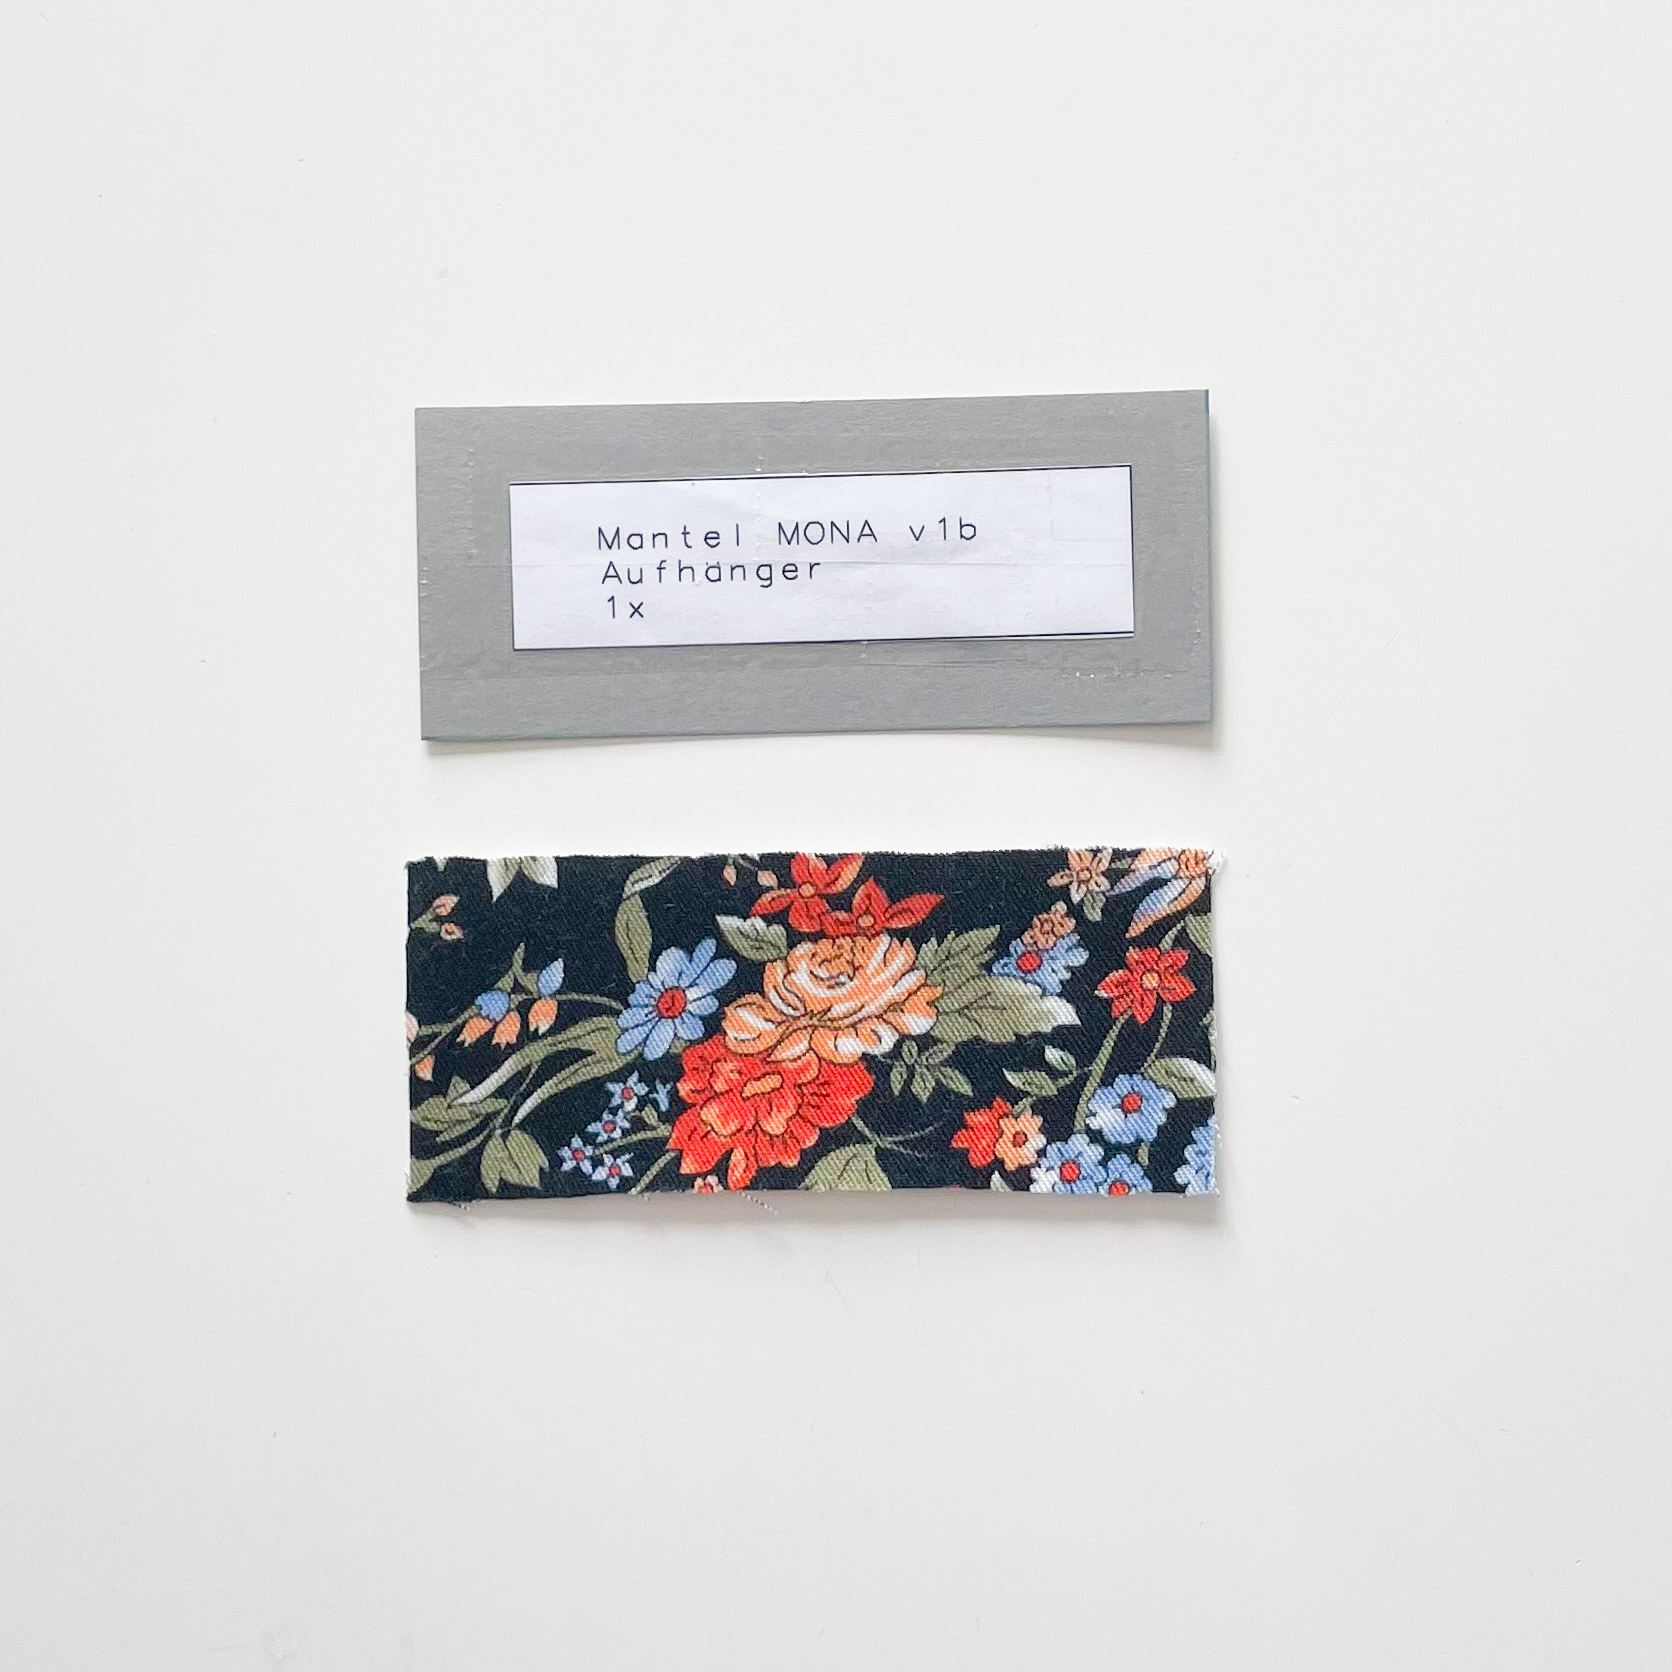 Mantel MONA v1b
Aufhänger
1x